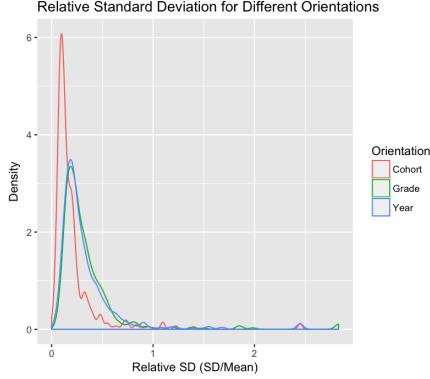 Relative Standard Deviation for Different Orientations
6
4
2
0
Density
0
1
2
Relative SD (SD/Mean)
Orientation
Cohort
Grade
Year